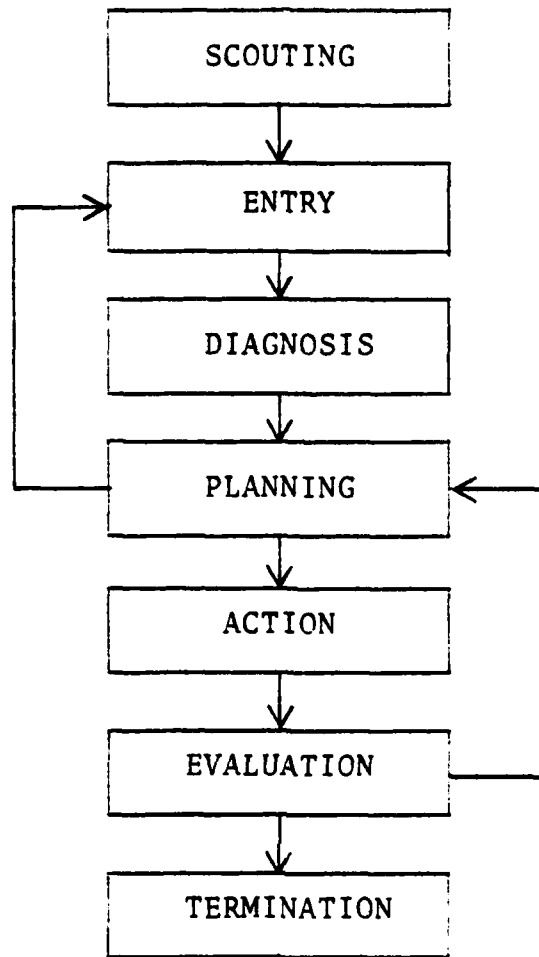 SCOUTING
ENTRY
DIAGNOSIS
PLANNING
ACTION
EVALUATION
TERMINATION